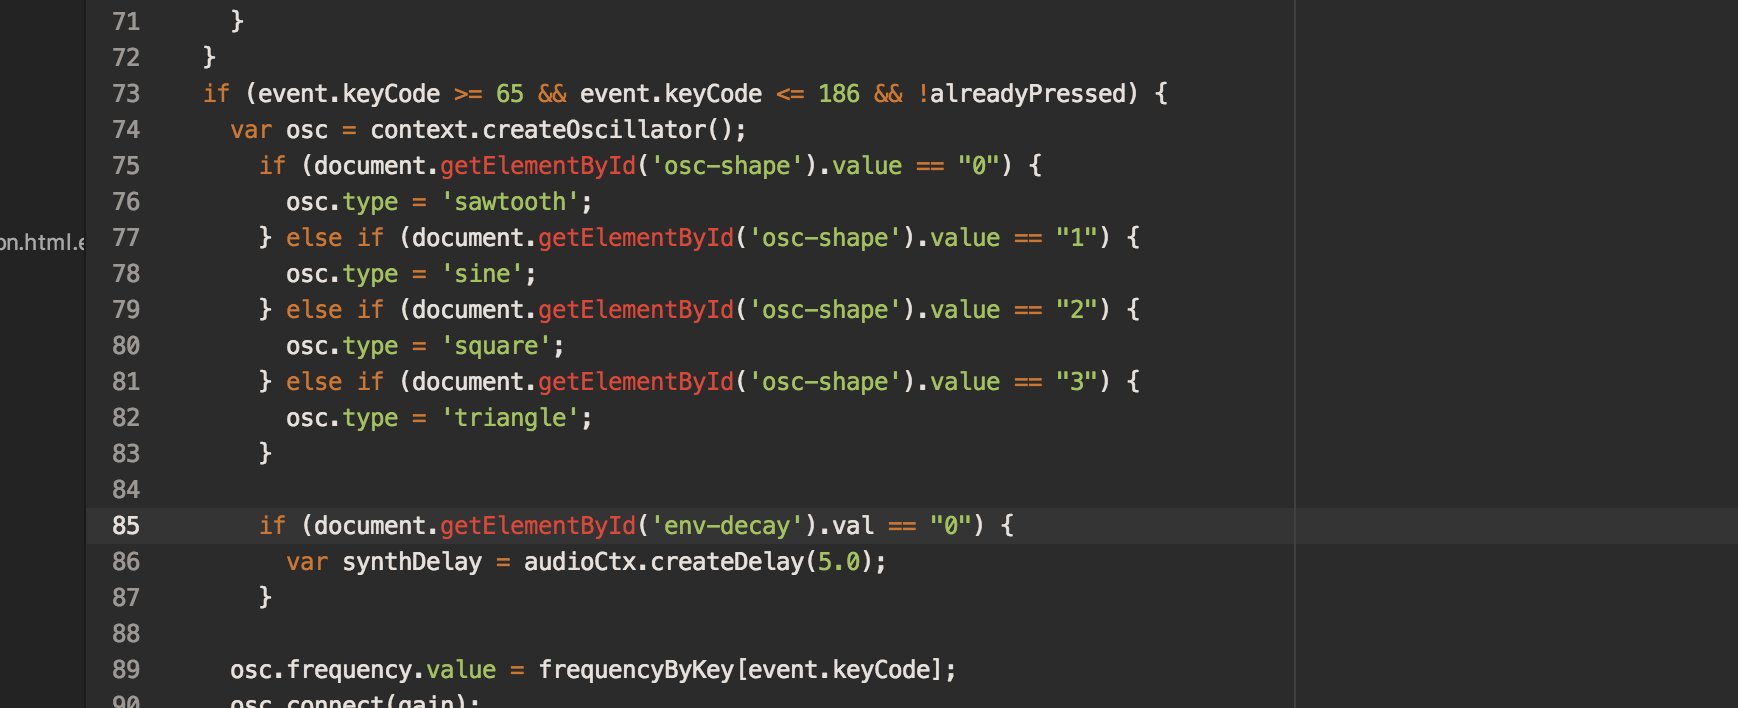 71 }
72 }
73 if (event.keyCode >= 65 && event.keyCode <= 186 && !alreadyPressed) {
74 var osc = context.createOscillator();
75 if (document.getElementById('osc-shape').value == "0") {
76 osc.type = 'sawtooth';
on.html.e
77 } else if (document.getElementById('osc-shape').value == "1") {
78 osc.type = 'sine';
79 } else if (document.getElementById('osc-shape').value == "2") {
80 osc.type = 'square';
81 } else if (document.getElementById('osc-shape').value == "3") {
82 osc.type = 'triangle';
83 }
84
85 if (document.getElementById('env-decay').val == "0") {
86 var synthDelay = audioCtx.createDelay(5.0);
87 }
88
89 osc.frequency.value = frequencyByKey[event.keyCode];
90 osc.connect(gain);